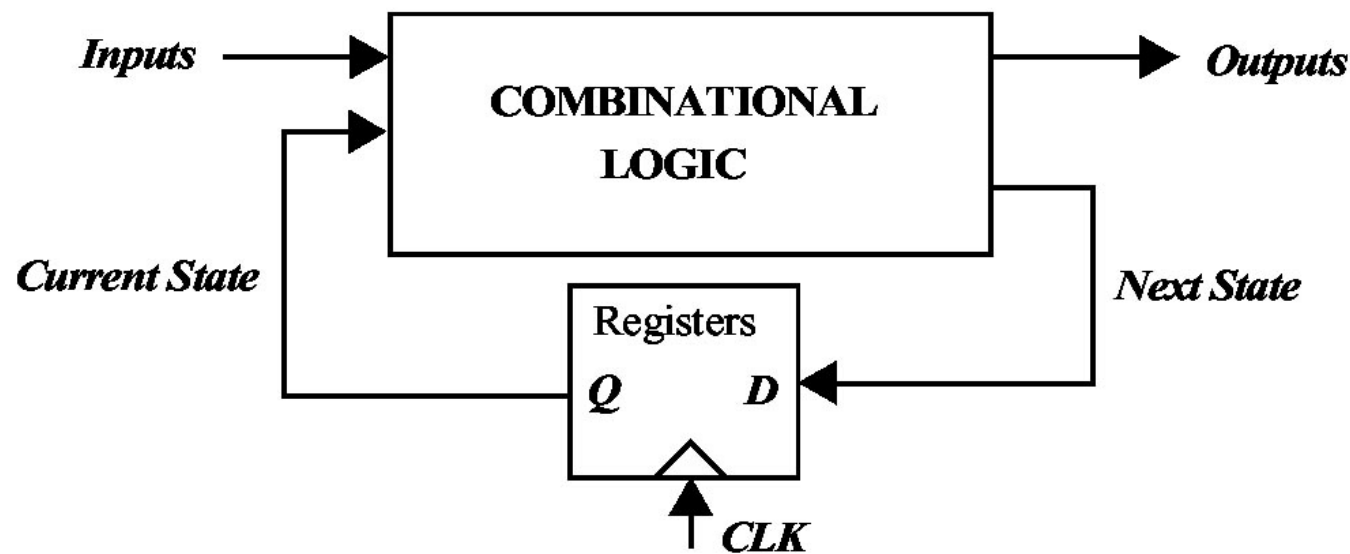 Inputs
COMBINATIONAL
LOGIC
Outputs
Current State
Next State
Registers
Q D
CLK